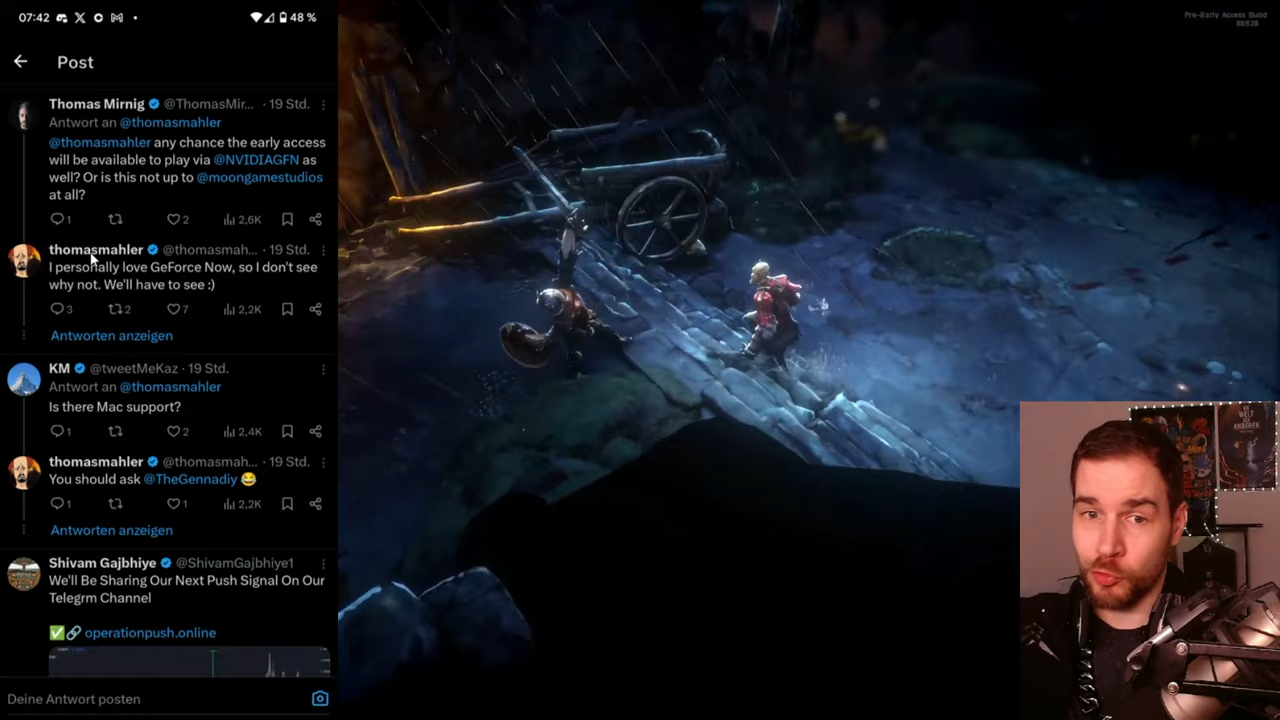 07:42
48 %
Post
Thomas Mirnig @ThomasMir... · 19 Std.
Antwort an @thomasmahler
@thomasmahler any chance the early access
will be available to play via @NVIDIAGFN as
well? Or is this not up to @moongamestudios
at all?
1 2 2,6K
thomasmahler @thomasmah... · 19 Std.
I personally love GeForce Now, so I don't see
why not. We'll have to see :)
3 2 7 2,2K
Antworten anzeigen
KM @tweetMeKaz · 19 Std.
Antwort an @thomasmahler
Is there Mac support?
1 2 2,4K
thomasmahler @thomasmah... · 19 Std.
You should ask @TheGennadiy 😂
1 1 2,2K
Antworten anzeigen
Shivam Gajbhiye @ShivamGajbhiye1
We'll Be Sharing Our Next Push Signal On Our
Telegrm Channel
✅🔗 operationpush.online
Deine Antwort posten
Pre-Early Access Build
WELT
DER